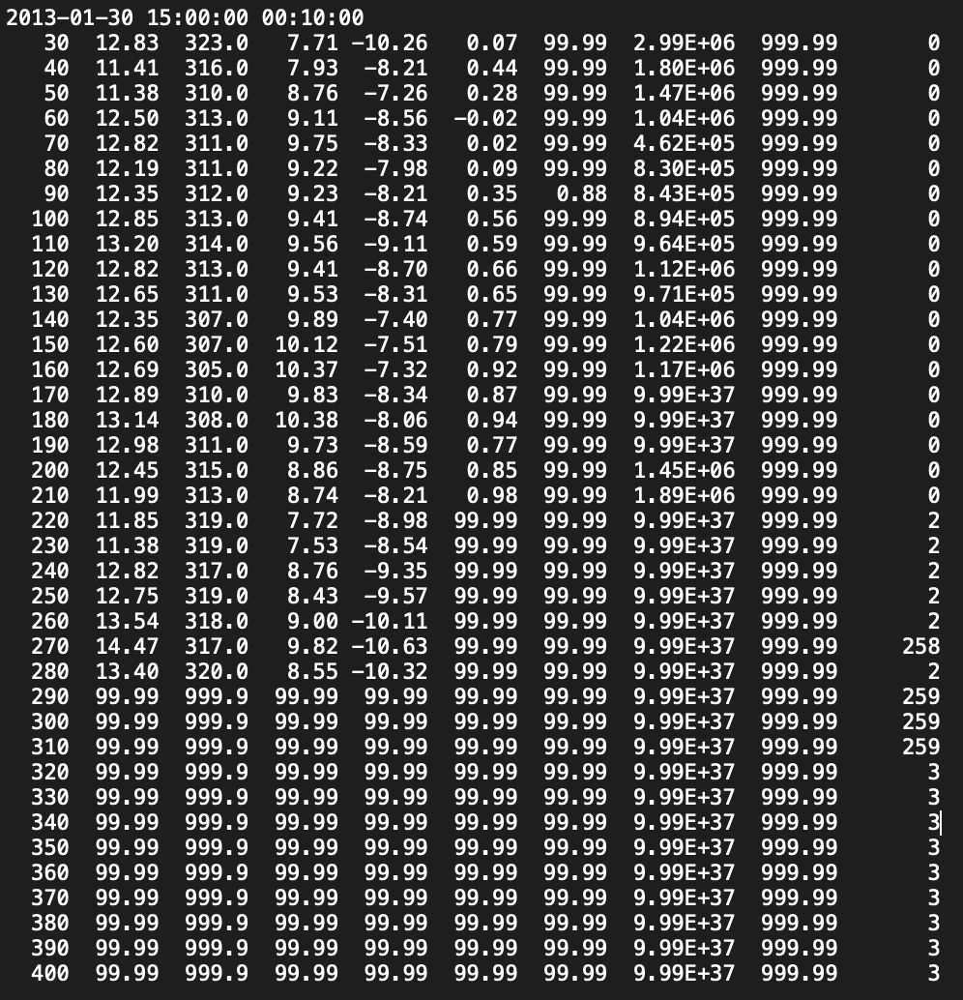 2013-01-30 15:00:00 00:10:00
30 12.83 323.0 7.71 -10.26 0.07 99.99 2.99E+06 999.99 0
40 11.41 316.0 7.93 -8.21 0.44 99.99 1.80E+06 999.99 0
50 11.38 310.0 8.76 -7.26 0.28 99.99 1.47E+06 999.99 0
60 12.50 313.0 9.11 -8.56 -0.02 99.99 1.04E+06 999.99 0
70 12.82 311.0 9.75 -8.33 0.02 99.99 4.62E+05 999.99 0
80 12.19 311.0 9.22 -7.98 0.09 99.99 8.30E+05 999.99 0
90 12.35 312.0 9.23 -8.21 0.35 0.88 8.43E+05 999.99 0
100 12.85 313.0 9.41 -8.74 0.56 99.99 8.94E+05 999.99 0
110 13.20 314.0 9.56 -9.11 0.59 99.99 9.64E+05 999.99 0
120 12.82 313.0 9.41 -8.70 0.66 99.99 1.12E+06 999.99 0
130 12.65 311.0 9.53 -8.31 0.65 99.99 9.71E+05 999.99 0
140 12.35 307.0 9.89 -7.40 0.77 99.99 1.04E+06 999.99 0
150 12.60 307.0 10.12 -7.51 0.79 99.99 1.22E+06 999.99 0
160 12.69 305.0 10.37 -7.32 0.92 99.99 1.17E+06 999.99 0
170 12.89 310.0 9.83 -8.34 0.87 99.99 9.99E+37 999.99 0
180 13.14 308.0 10.38 -8.06 0.94 99.99 9.99E+37 999.99 0
190 12.98 311.0 9.73 -8.59 0.77 99.99 9.99E+37 999.99 0
200 12.45 315.0 8.86 -8.75 0.85 99.99 1.45E+06 999.99 0
210 11.99 313.0 8.74 -8.21 0.98 99.99 1.89E+06 999.99 0
220 11.85 319.0 7.72 -8.98 99.99 99.99 9.99E+37 999.99 2
230 11.38 319.0 7.53 -8.54 99.99 99.99 9.99E+37 999.99 2
240 12.82 317.0 8.76 -9.35 99.99 99.99 9.99E+37 999.99 2
250 12.75 319.0 8.43 -9.57 99.99 99.99 9.99E+37 999.99 2
260 13.54 318.0 9.00 -10.11 99.99 99.99 9.99E+37 999.99 2
270 14.47 317.0 9.82 -10.63 99.99 99.99 9.99E+37 999.99 258
280 13.40 320.0 8.55 -10.32 99.99 99.99 9.99E+37 999.99 2
290 99.99 999.9 99.99 99.99 99.99 99.99 9.99E+37 999.99 259
300 99.99 999.9 99.99 99.99 99.99 99.99 9.99E+37 999.99 259
310 99.99 999.9 99.99 99.99 99.99 99.99 9.99E+37 999.99 259
320 99.99 999.9 99.99 99.99 99.99 99.99 9.99E+37 999.99 3
330 99.99 999.9 99.99 99.99 99.99 99.99 9.99E+37 999.99 3
340 99.99 999.9 99.99 99.99 99.99 99.99 9.99E+37 999.99 3
350 99.99 999.9 99.99 99.99 99.99 99.99 9.99E+37 999.99 3
360 99.99 999.9 99.99 99.99 99.99 99.99 9.99E+37 999.99 3
370 99.99 999.9 99.99 99.99 99.99 99.99 9.99E+37 999.99 3
380 99.99 999.9 99.99 99.99 99.99 99.99 9.99E+37 999.99 3
390 99.99 999.9 99.99 99.99 99.99 99.99 9.99E+37 999.99 3
400 99.99 999.9 99.99 99.99 99.99 99.99 9.99E+37 999.99 3